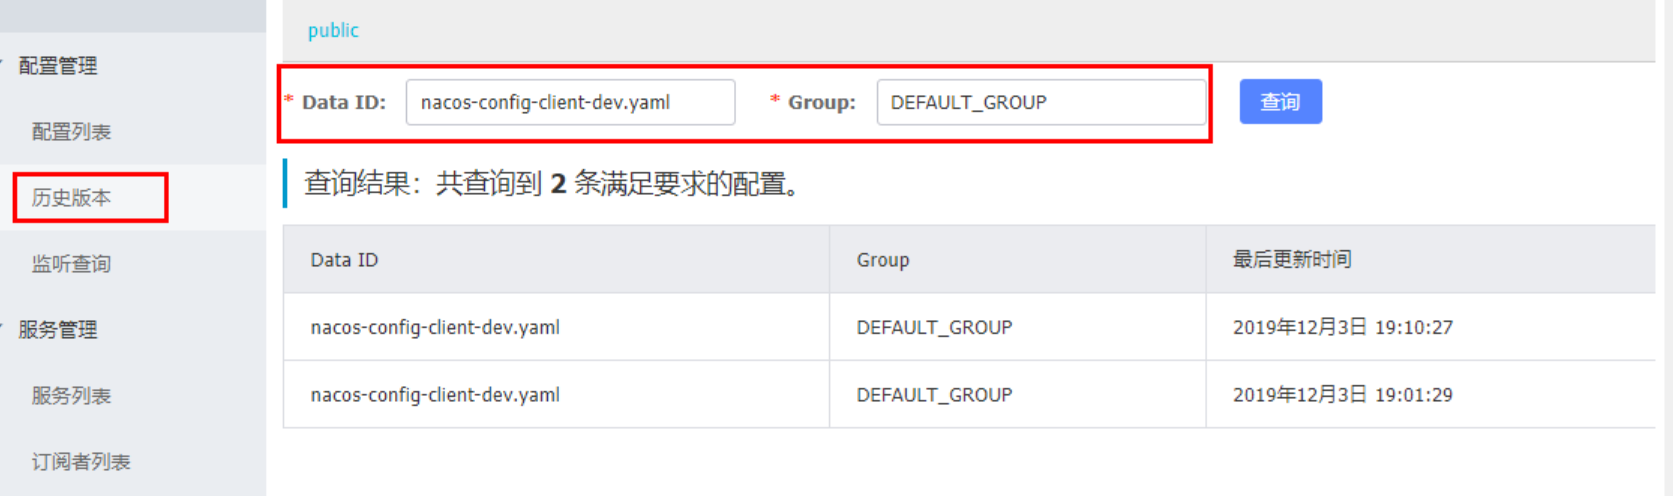 public
配置管理
* Data ID: nacos-config-client-dev.yaml * Group: DEFAULT_GROUP 查询
配置列表
历史版本
查询结果：共查询到 2 条满足要求的配置。
监听查询
Data ID Group 最后更新时间
服务管理
nacos-config-client-dev.yaml DEFAULT_GROUP 2019年12月3日 19:10:27
服务列表
nacos-config-client-dev.yaml DEFAULT_GROUP 2019年12月3日 19:01:29
订阅者列表